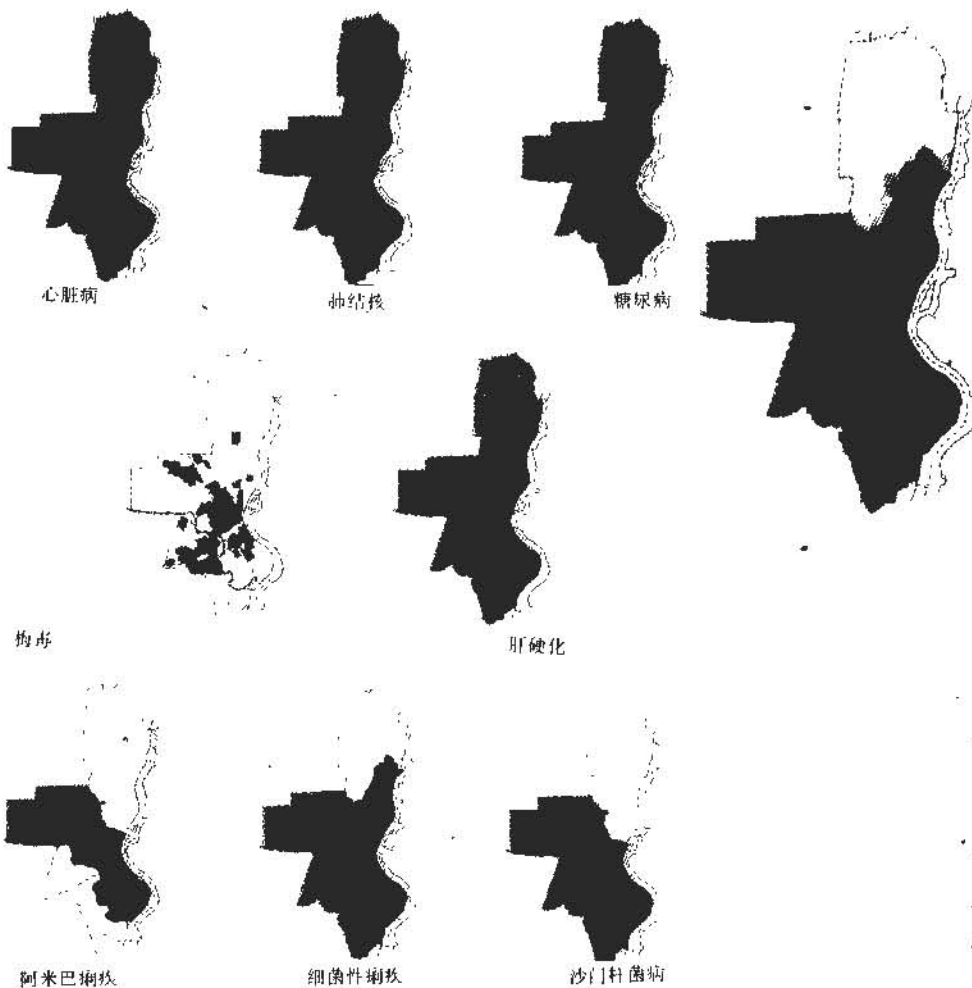 心脏病
肺结核
糖尿病
梅毒
肝硬化
阿米巴痢疾
细菌性痢疾
沙门杆菌病